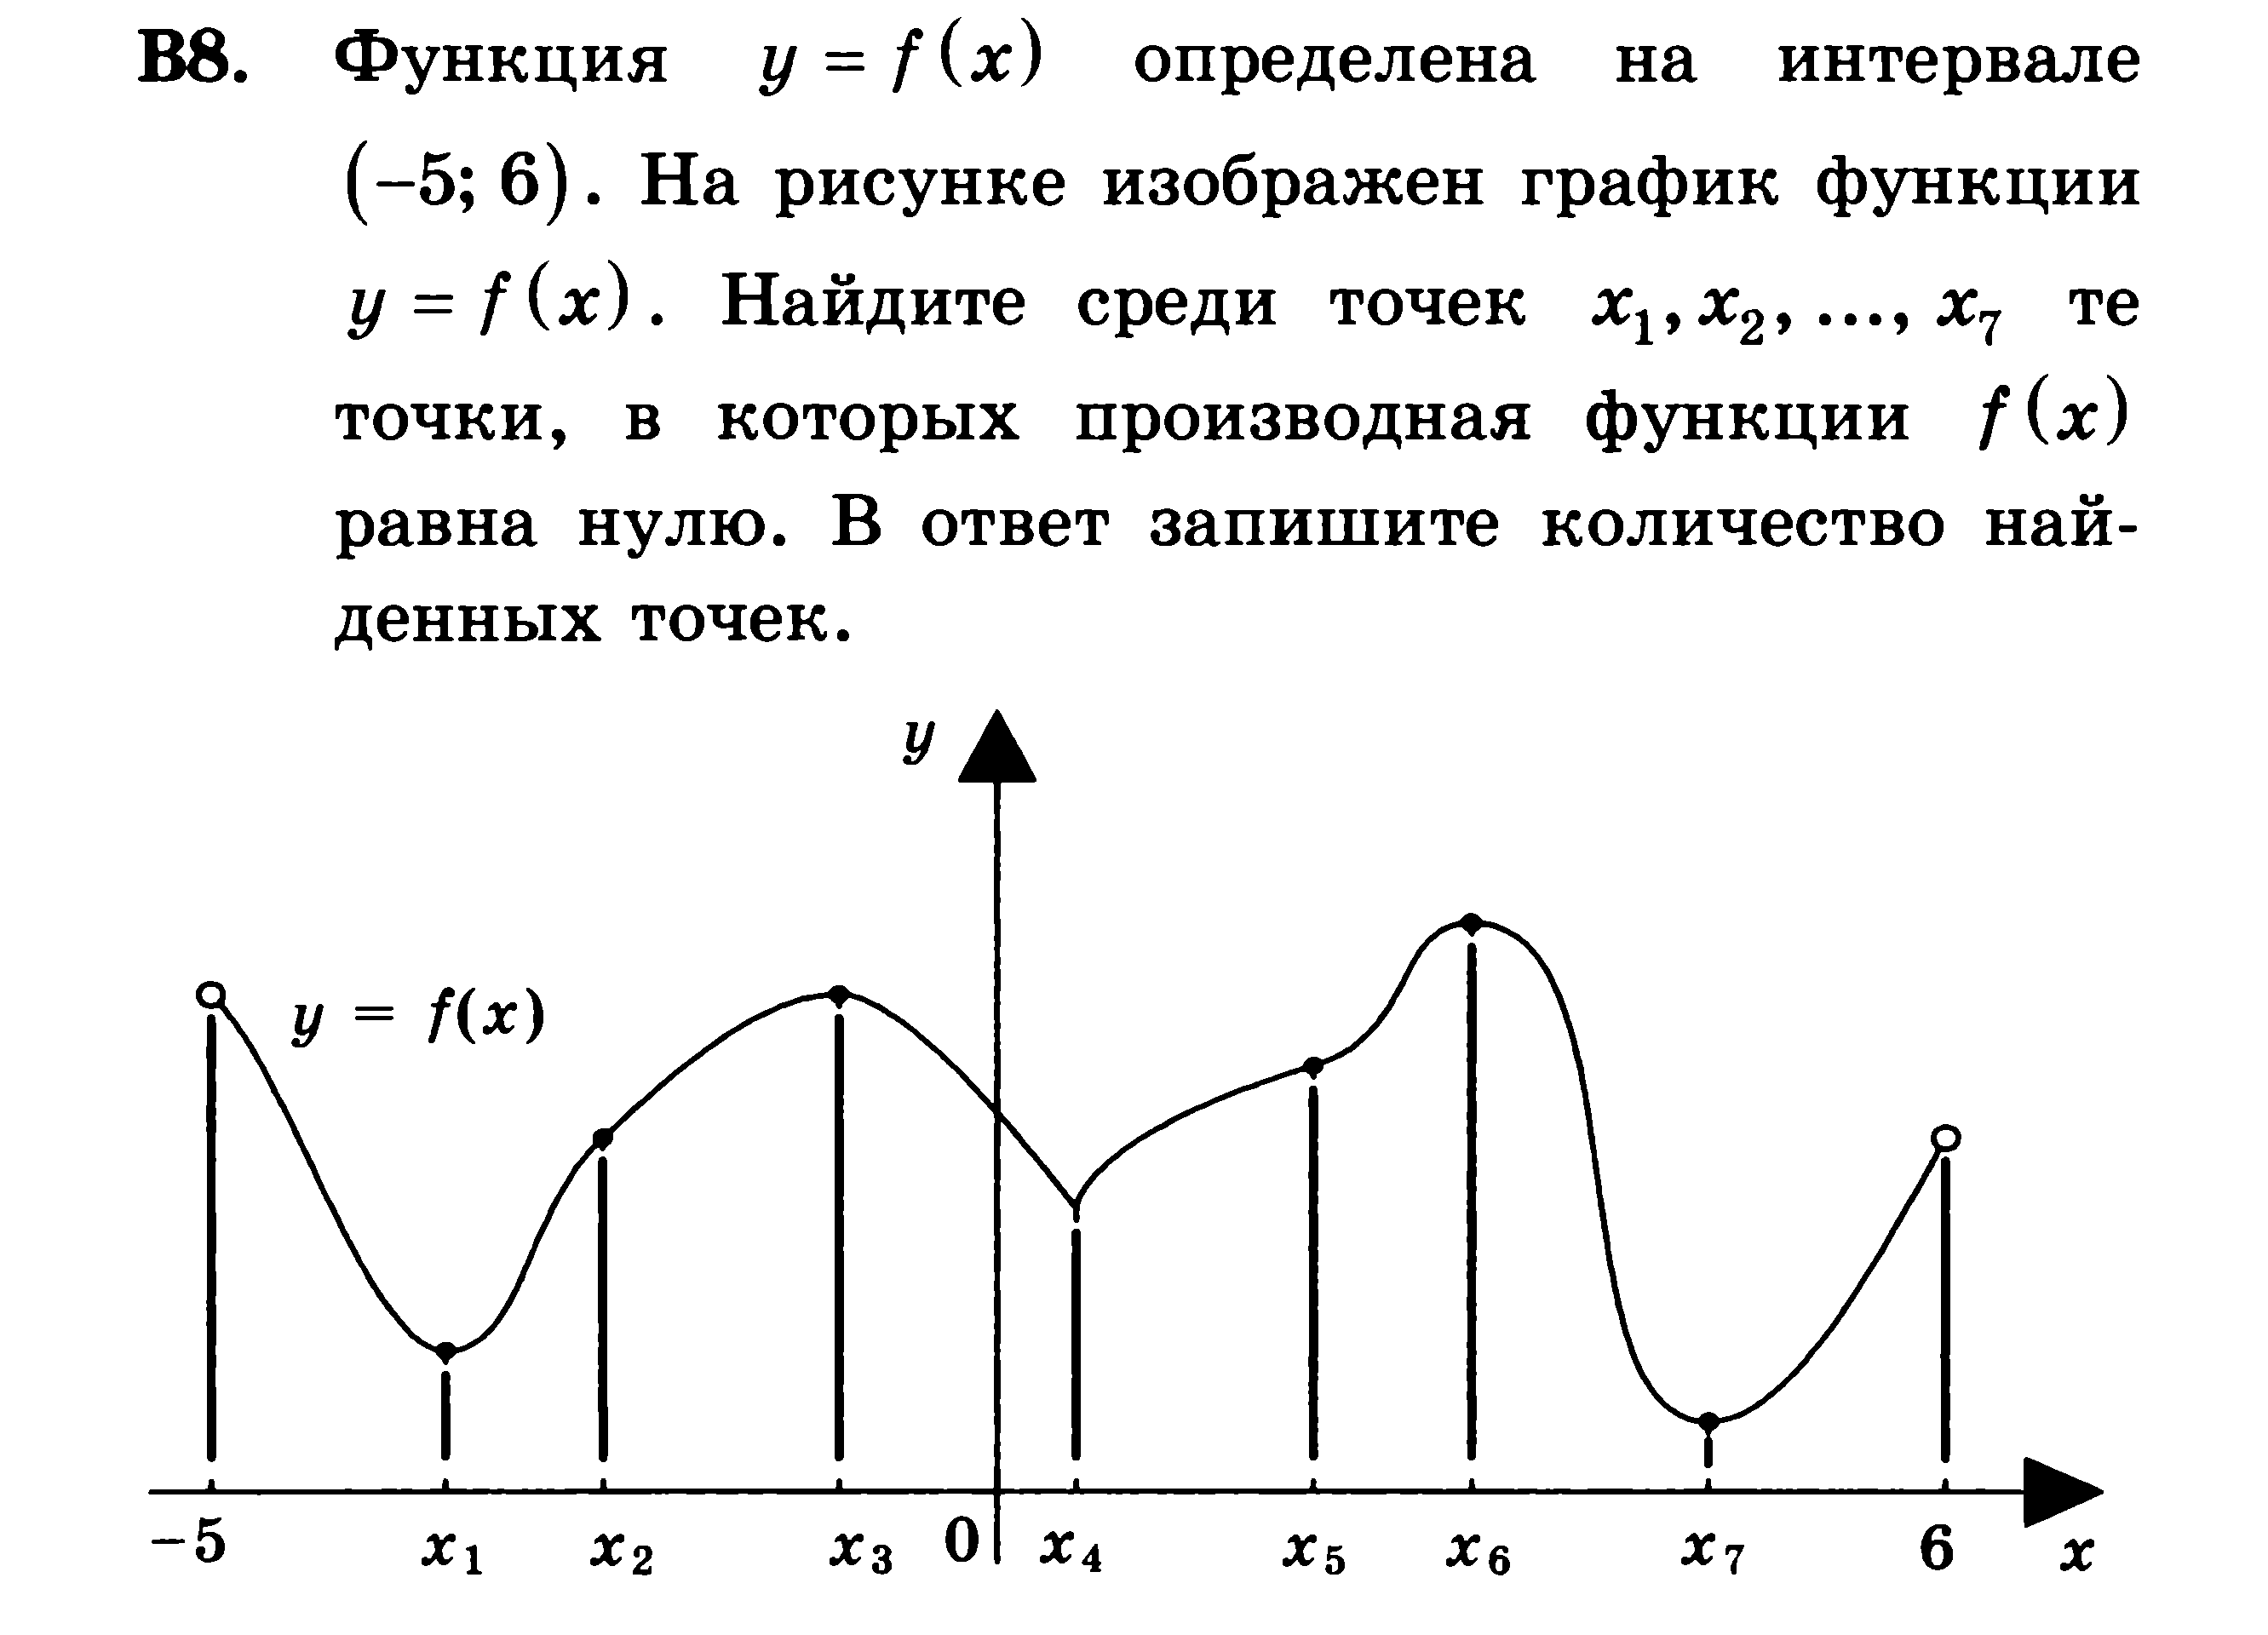 В8. Функция y = f(x) определена на интервале
(−5; 6). На рисунке изображен график функции
y = f(x). Найдите среди точек x₁, x₂, ..., x₇ те
точки, в которых производная функции f(x)
равна нулю. В ответ запишите количество най-
денных точек.
y
y = f(x)
−5 x₁ x₂ x₃ 0 x₄ x₅ x₆ x₇ 6 x